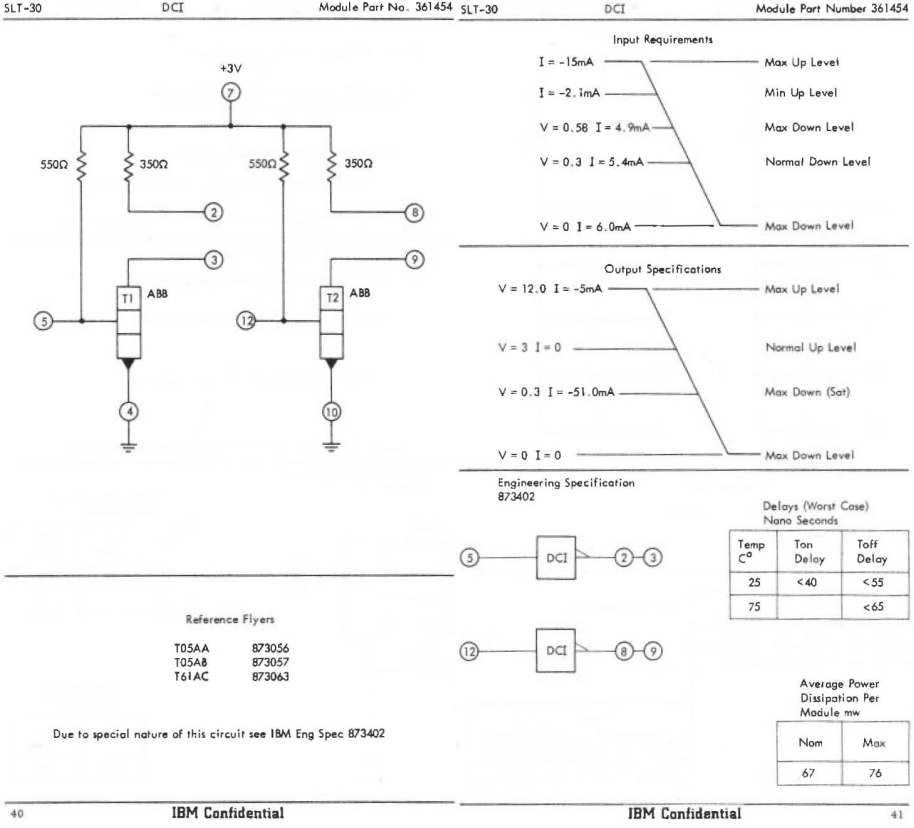 SLT-30 DCI Module Part No. 361454
+3V
7
550Ω 350Ω 550Ω 350Ω
2 8
3 9
T1 ABB T2 ABB
5 12
4 10
Reference Flyers
T05AA 873056
T05AB 873057
T61AC 873063
Due to special nature of this circuit see IBM Eng Spec 873402
40 IBM Confidential
SLT-30 DCI Module Part Number 361454
Input Requirements
I = -15mA Max Up Level
I = -2.1mA Min Up Level
V = 0.58 I = 4.9mA Max Down Level
V = 0.3 I = 5.4mA Normal Down Level
V = 0 I = 6.0mA Max Down Level
Output Specifications
V = 12.0 I = -5mA Max Up Level
V = 3 I = 0 Normal Up Level
V = 0.3 I = -51.0mA Max Down (Sat)
V = 0 I = 0 Max Down Level
Engineering Specification
873402
5 DCI 2 3
12 DCI 8 9
Delays (Worst Case)
Nano Seconds
Temp Ton Toff
C° Delay Delay
25 <40 <55
75 <65
Average Power
Dissipation Per
Module mw
Nom Max
67 76
IBM Confidential 41